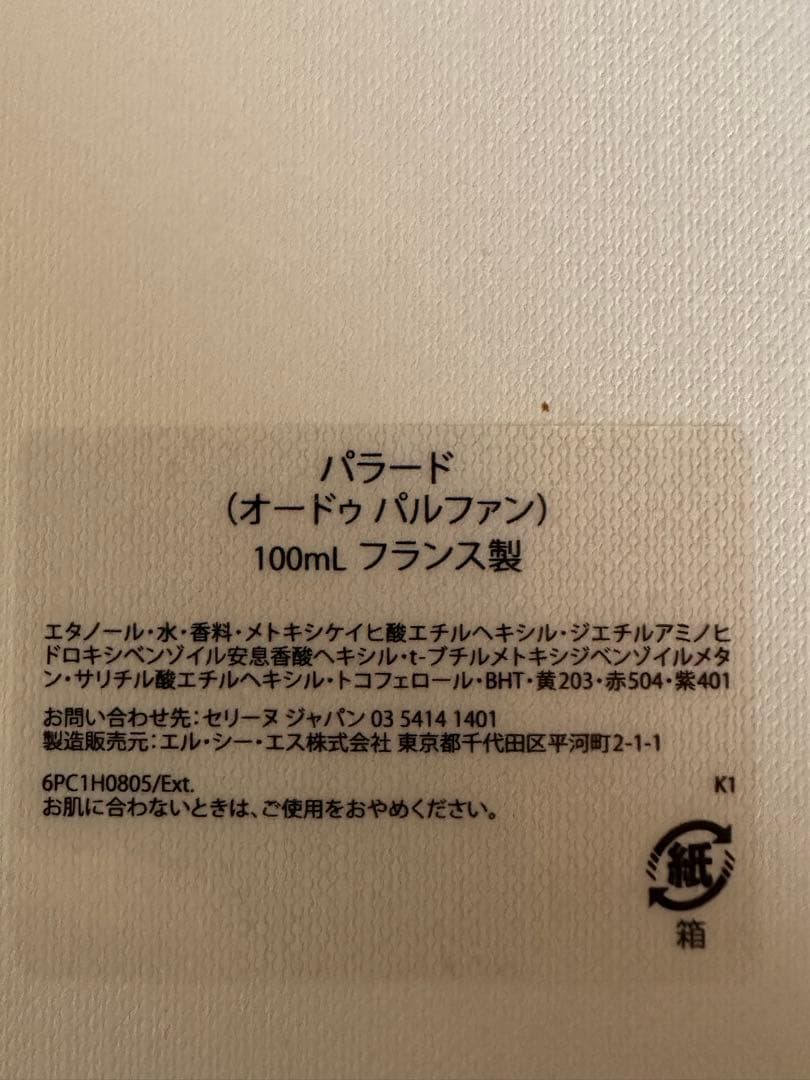 パラード
（オードゥ パルファン）
100mL フランス製
エタノール・水・香料・メトキシケイヒ酸エチルヘキシル・ジエチルアミノヒ
ドロキシベンゾイル安息香酸ヘキシル・t-ブチルメトキシジベンゾイルメタ
ン・サリチル酸エチルヘキシル・トコフェロール・BHT・黄203・赤504・紫401
お問い合わせ先：セリーヌ ジャパン 03 5414 1401
製造販売元：エル・シー・エス株式会社 東京都千代田区平河町2-1-1
6PC1H0805/Ext. K1
お肌に合わないときは、ご使用をおやめください。
紙
箱